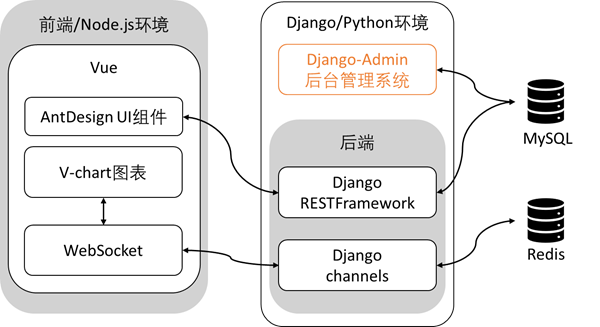 前端/Node.js环境
Vue
AntDesign UI组件
V-chart图表
WebSocket
Django/Python环境
Django-Admin
后台管理系统
后端
Django
RESTFramework
Django
channels
MySQL
Redis